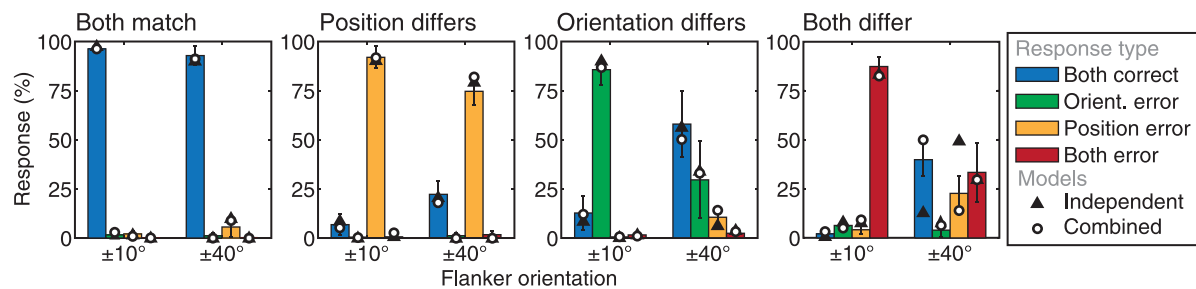 Both match
Position differs
Orientation differs
Both differ
Response (%)
100
75
50
25
0
±10°
±40°
100
75
50
25
0
±10°
±40°
100
75
50
25
0
±10°
±40°
100
75
50
25
0
±10°
±40°
Flanker orientation
Response type
Both correct
Orient. error
Position error
Both error
Models
Independent
Combined